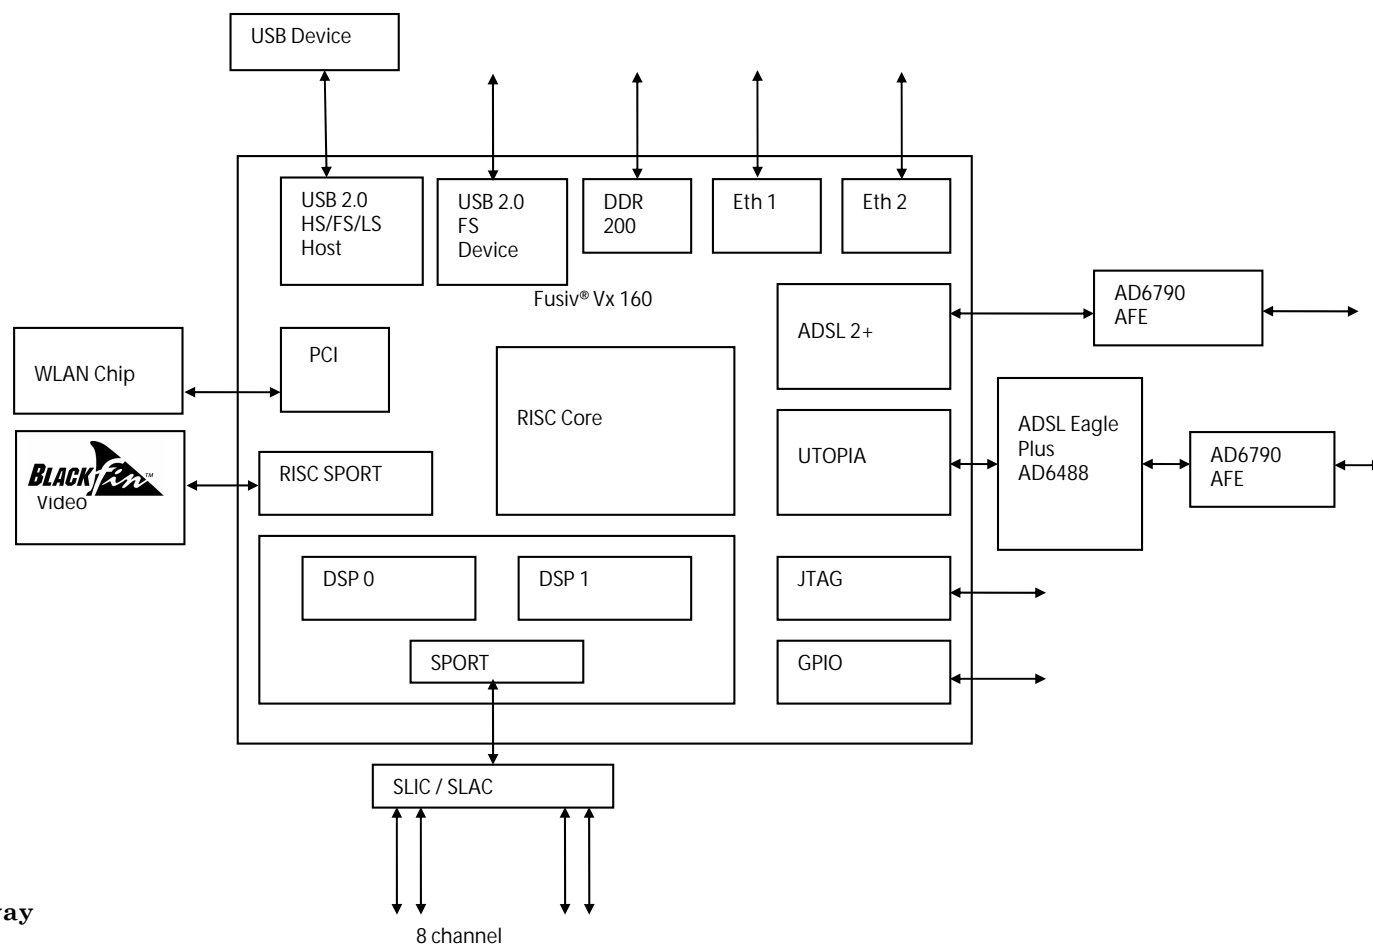 USB Device
USB 2.0
HS/FS/LS
Host
USB 2.0
FS
Device
DDR
200
Eth 1
Eth 2
Fusiv® Vx 160
ADSL 2+
AD6790
AFE
WLAN Chip
PCI
RISC Core
UTOPIA
ADSL Eagle
Plus
AD6488
AD6790
AFE
BLACKfin™
Video
RISC SPORT
DSP 0
DSP 1
SPORT
JTAG
GPIO
SLIC / SLAC
8 channel